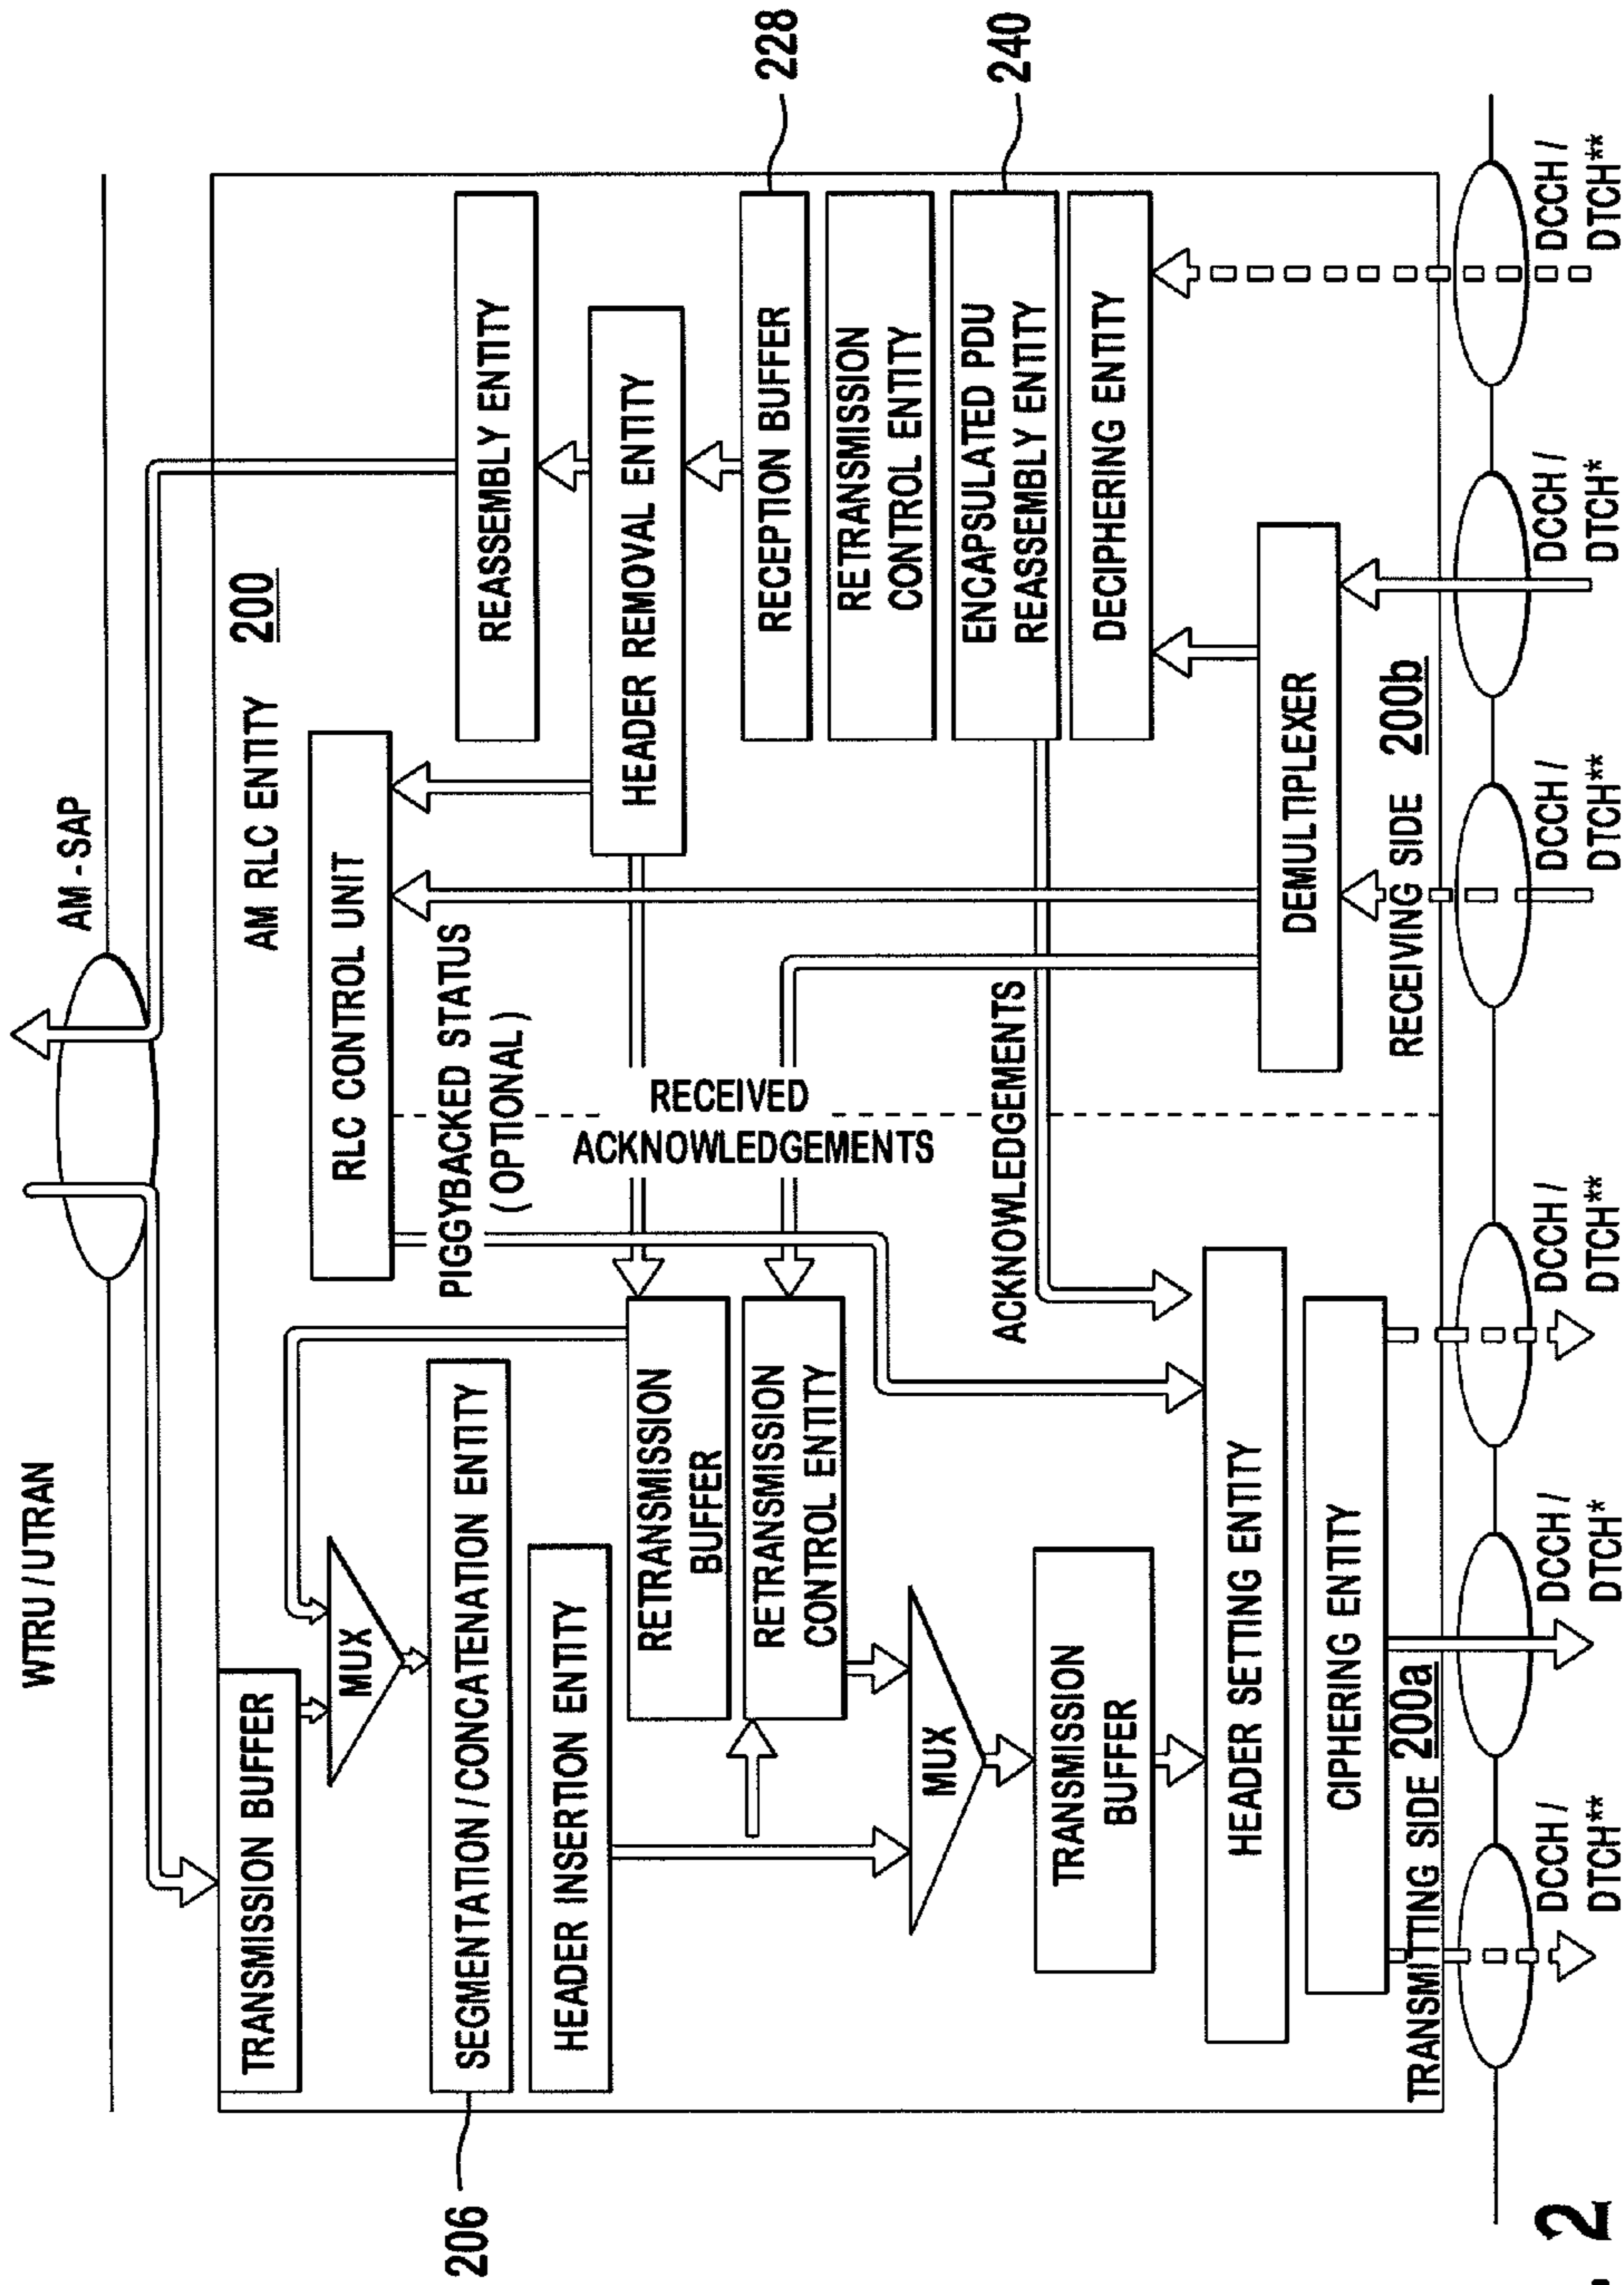 WTRU / UTRAN
AM - SAP
AM RLC ENTITY 200
TRANSMISSION BUFFER
MUX
SEGMENTATION / CONCATENATION ENTITY
206
HEADER INSERTION ENTITY
RLC CONTROL UNIT
PIGGYBACKED STATUS
( OPTIONAL )
RECEIVED
ACKNOWLEDGEMENTS
RETRANSMISSION
BUFFER
RETRANSMISSION
CONTROL ENTITY
MUX
TRANSMISSION
BUFFER
ACKNOWLEDGEMENTS
HEADER SETTING ENTITY
CIPHERING ENTITY
TRANSMITTING SIDE 200a
REASSEMBLY ENTITY
HEADER REMOVAL ENTITY
RECEPTION BUFFER
228
RETRANSMISSION
CONTROL ENTITY
ENCAPSULATED PDU
REASSEMBLY ENTITY
240
DECIPHERING ENTITY
DEMULTIPLEXER
RECEIVING SIDE 200b
DCCH /
DTCH**
DCCH /
DTCH*
DCCH /
DTCH**
DCCH /
DTCH**
DCCH /
DTCH*
DCCH /
DTCH**
2